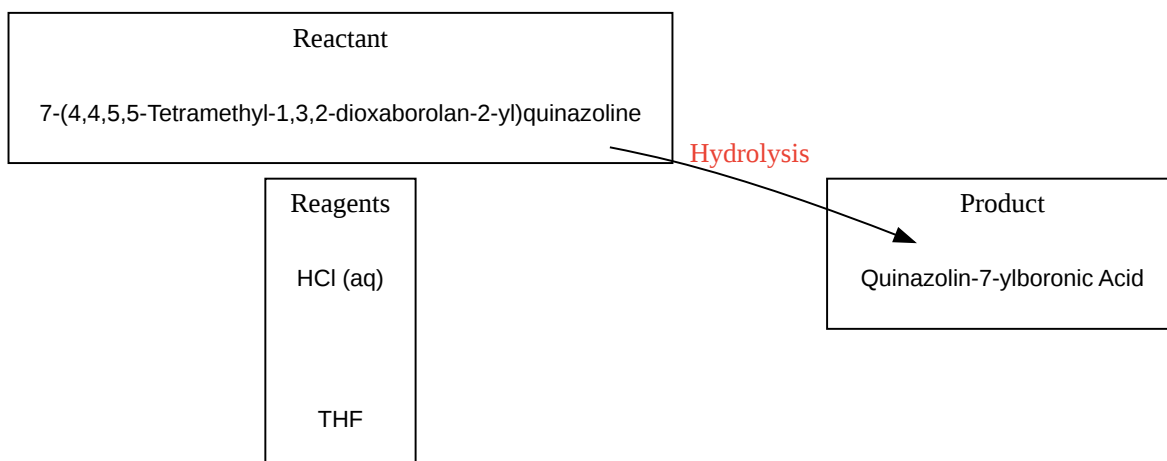 Reactant
7-(4,4,5,5-Tetramethyl-1,3,2-dioxaborolan-2-yl)quinazoline
Hydrolysis
Reagents
HCl (aq)
THF
Product
Quinazolin-7-ylboronic Acid